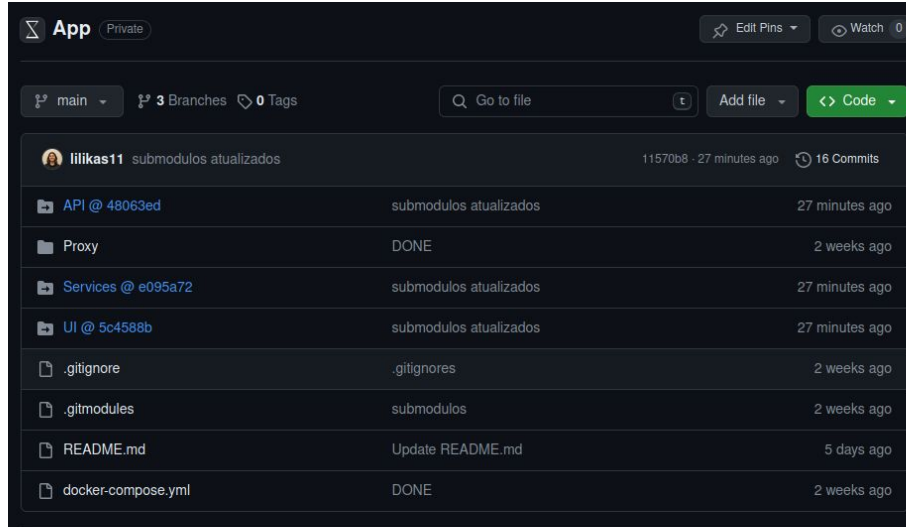 App Private Edit Pins Watch 0
main 3 Branches 0 Tags Go to file t Add file <> Code
lilikas11 submodulos atualizados 11570b8 · 27 minutes ago 16 Commits
API @ 48063ed submodulos atualizados 27 minutes ago
Proxy DONE 2 weeks ago
Services @ e095a72 submodulos atualizados 27 minutes ago
UI @ 5c4588b submodulos atualizados 27 minutes ago
.gitignore .gitignores 2 weeks ago
.gitmodules submodulos 2 weeks ago
README.md Update README.md 5 days ago
docker-compose.yml DONE 2 weeks ago